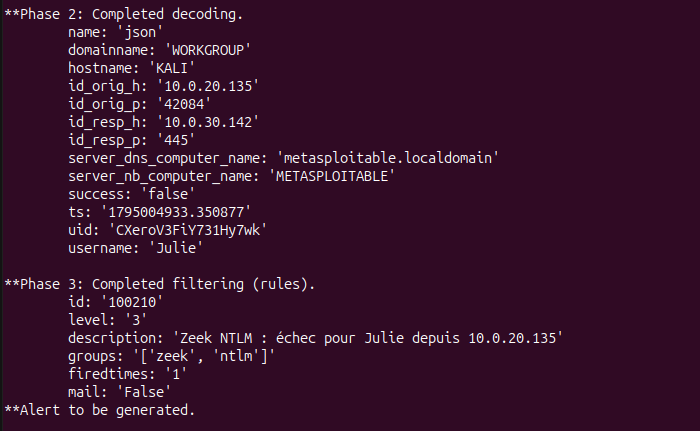 **Phase 2: Completed decoding.
name: 'json'
domainname: 'WORKGROUP'
hostname: 'KALI'
id_orig_h: '10.0.20.135'
id_orig_p: '42084'
id_resp_h: '10.0.30.142'
id_resp_p: '445'
server_dns_computer_name: 'metasploitable.localdomain'
server_nb_computer_name: 'METASPLOITABLE'
success: 'false'
ts: '1795004933.350877'
uid: 'CXeroV3FiY731Hy7wk'
username: 'Julie'
**Phase 3: Completed filtering (rules).
id: '100210'
level: '3'
description: 'Zeek NTLM : échec pour Julie depuis 10.0.20.135'
groups: '['zeek', 'ntlm']'
firedtimes: '1'
mail: 'False'
**Alert to be generated.